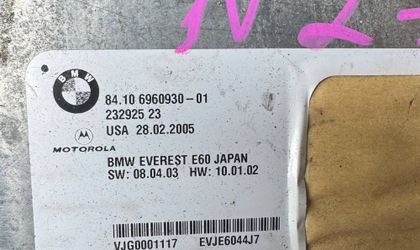 BMW
84.10 6960930-01
232925 23
USA 28.02.2005
MOTOROLA
BMW EVEREST E60 JAPAN
SW: 08.04.03 HW: 10.01.02
VJG0001117 EVJE6044J7